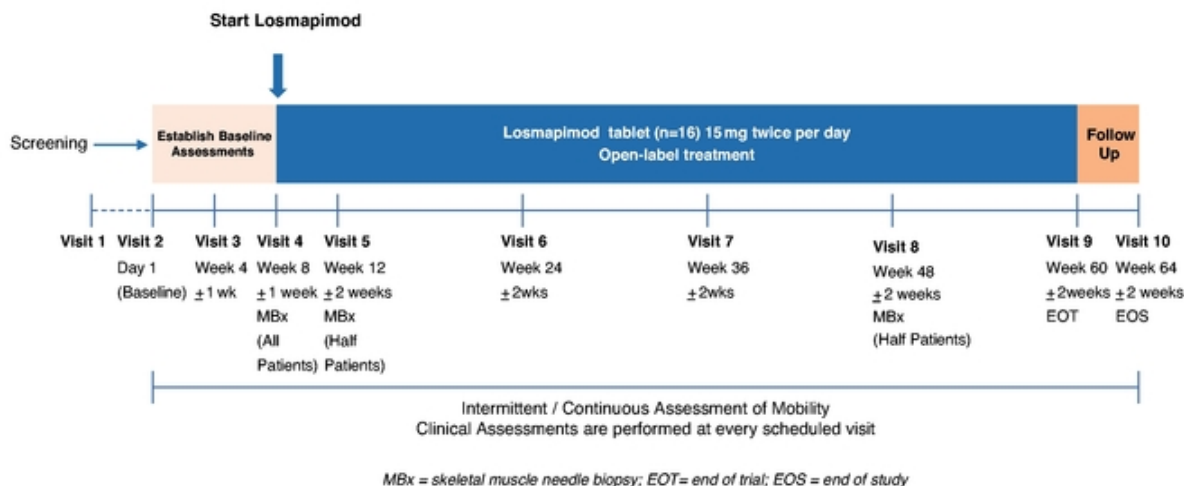 Start Losmapimod
Screening
Establish Baseline
Assessments
Losmapimod tablet (n=16) 15 mg twice per day
Open-label treatment
Follow
Up
Visit 1
Visit 2
Day 1
(Baseline)
Visit 3
Week 4
±1 wk
Visit 4
Week 8
±1 week
MBx
(All
Patients)
Visit 5
Week 12
±2 weeks
MBx
(Half
Patients)
Visit 6
Week 24
±2wks
Visit 7
Week 36
±2wks
Visit 8
Week 48
±2 weeks
MBx
(Half Patients)
Visit 9
Week 60
±2weeks
EOT
Visit 10
Week 64
±2 weeks
EOS
Intermittent / Continuous Assessment of Mobility
Clinical Assessments are performed at every scheduled visit
MBx = skeletal muscle needle biopsy; EOT= end of trial; EOS = end of study